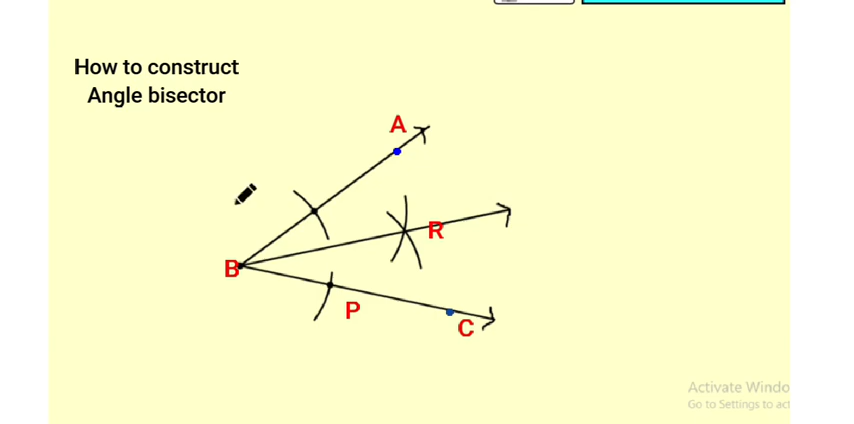 How to construct
Angle bisector
A
R
B
P
C
Activate Windo
Go to Settings to act